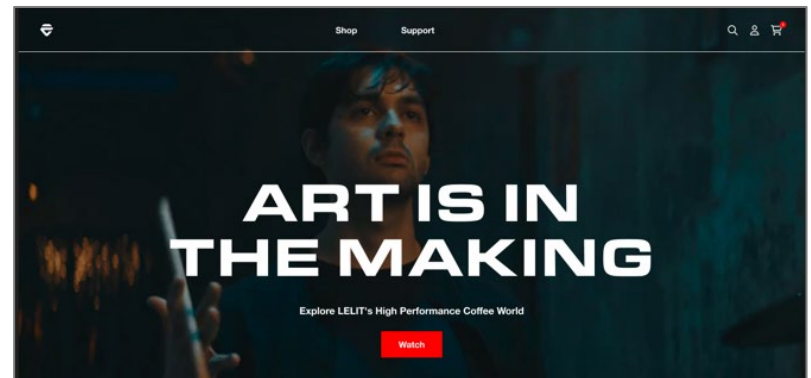 Shop Support
ART IS IN
THE MAKING
Explore LELIT's High Performance Coffee World
Watch